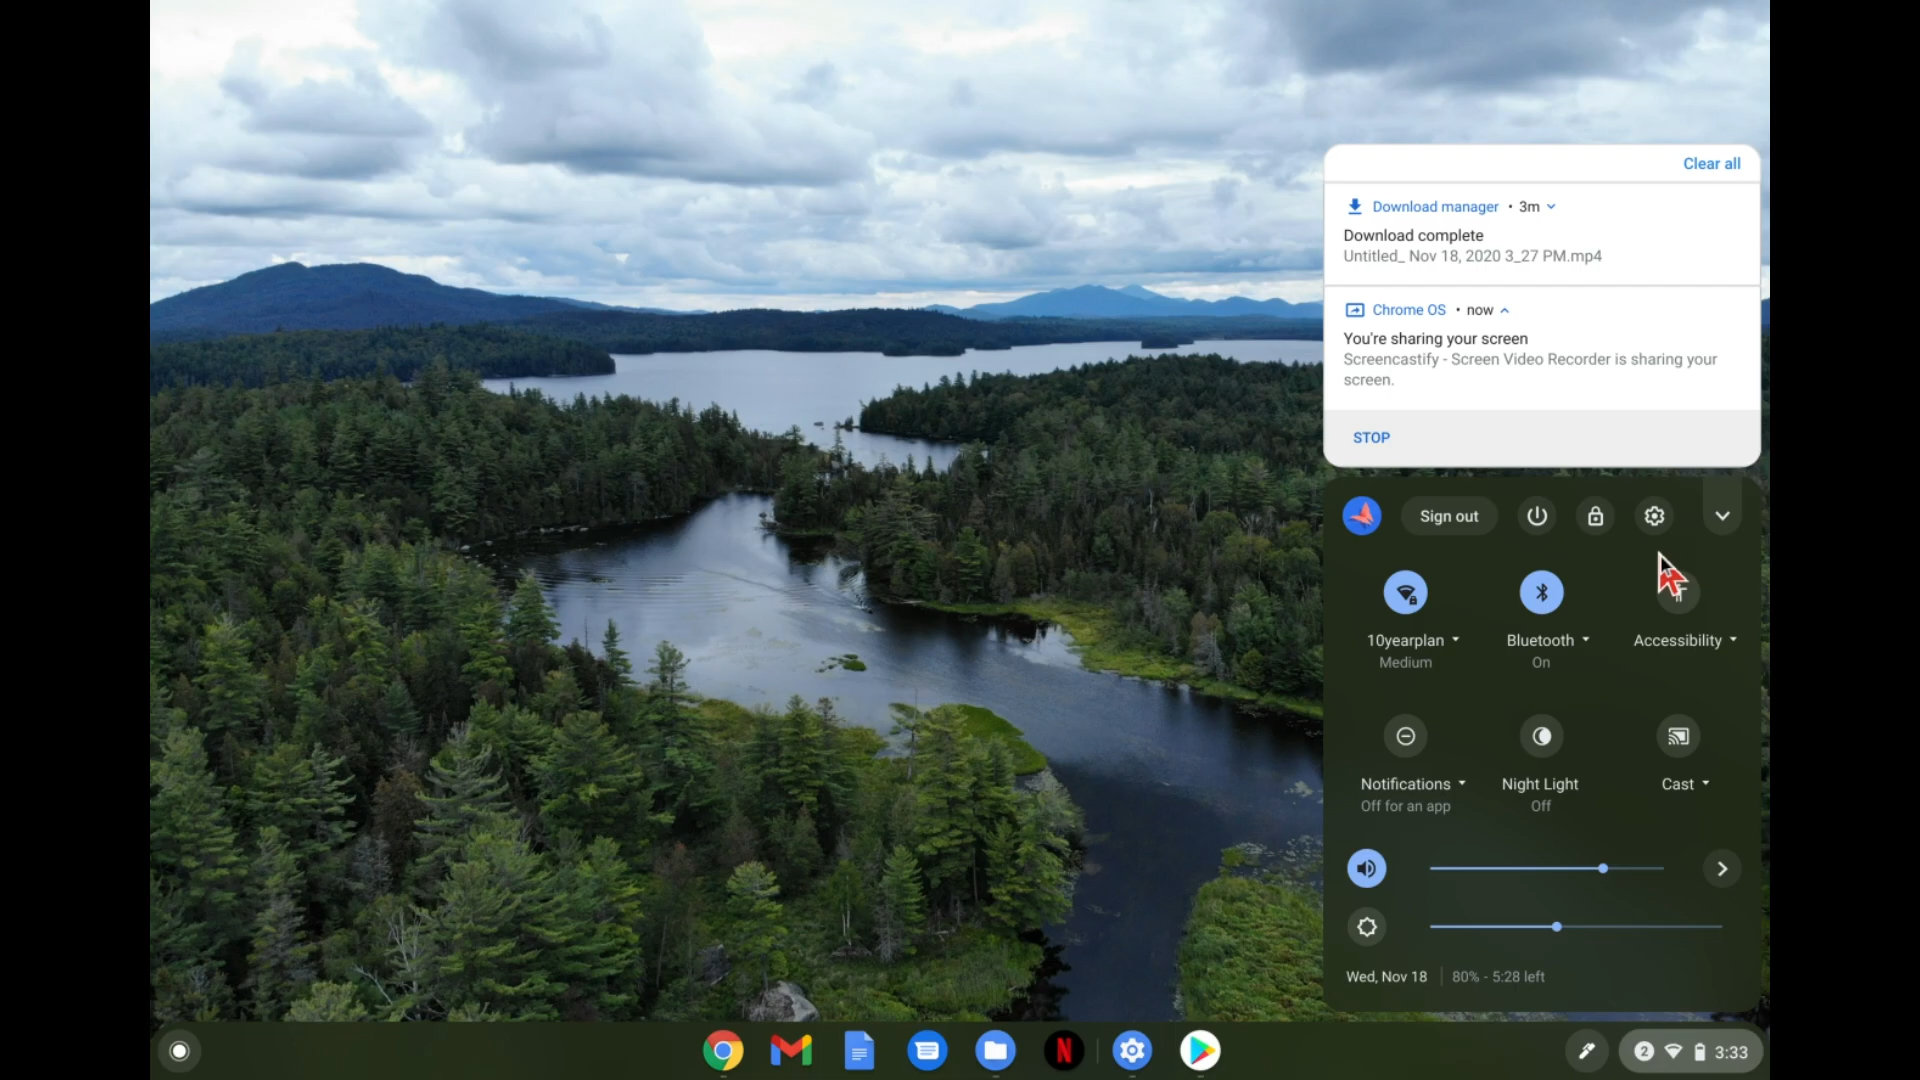 Clear all
Download manager • 3m
Download complete
Untitled_ Nov 18, 2020 3_27 PM.mp4
Chrome OS • now
You're sharing your screen
Screencastify - Screen Video Recorder is sharing your
screen.
STOP
Sign out
10yearplan
Medium
Bluetooth
On
Accessibility
Notifications
Off for an app
Night Light
Off
Cast
Wed, Nov 18
80% - 5:28 left
N
2
3:33